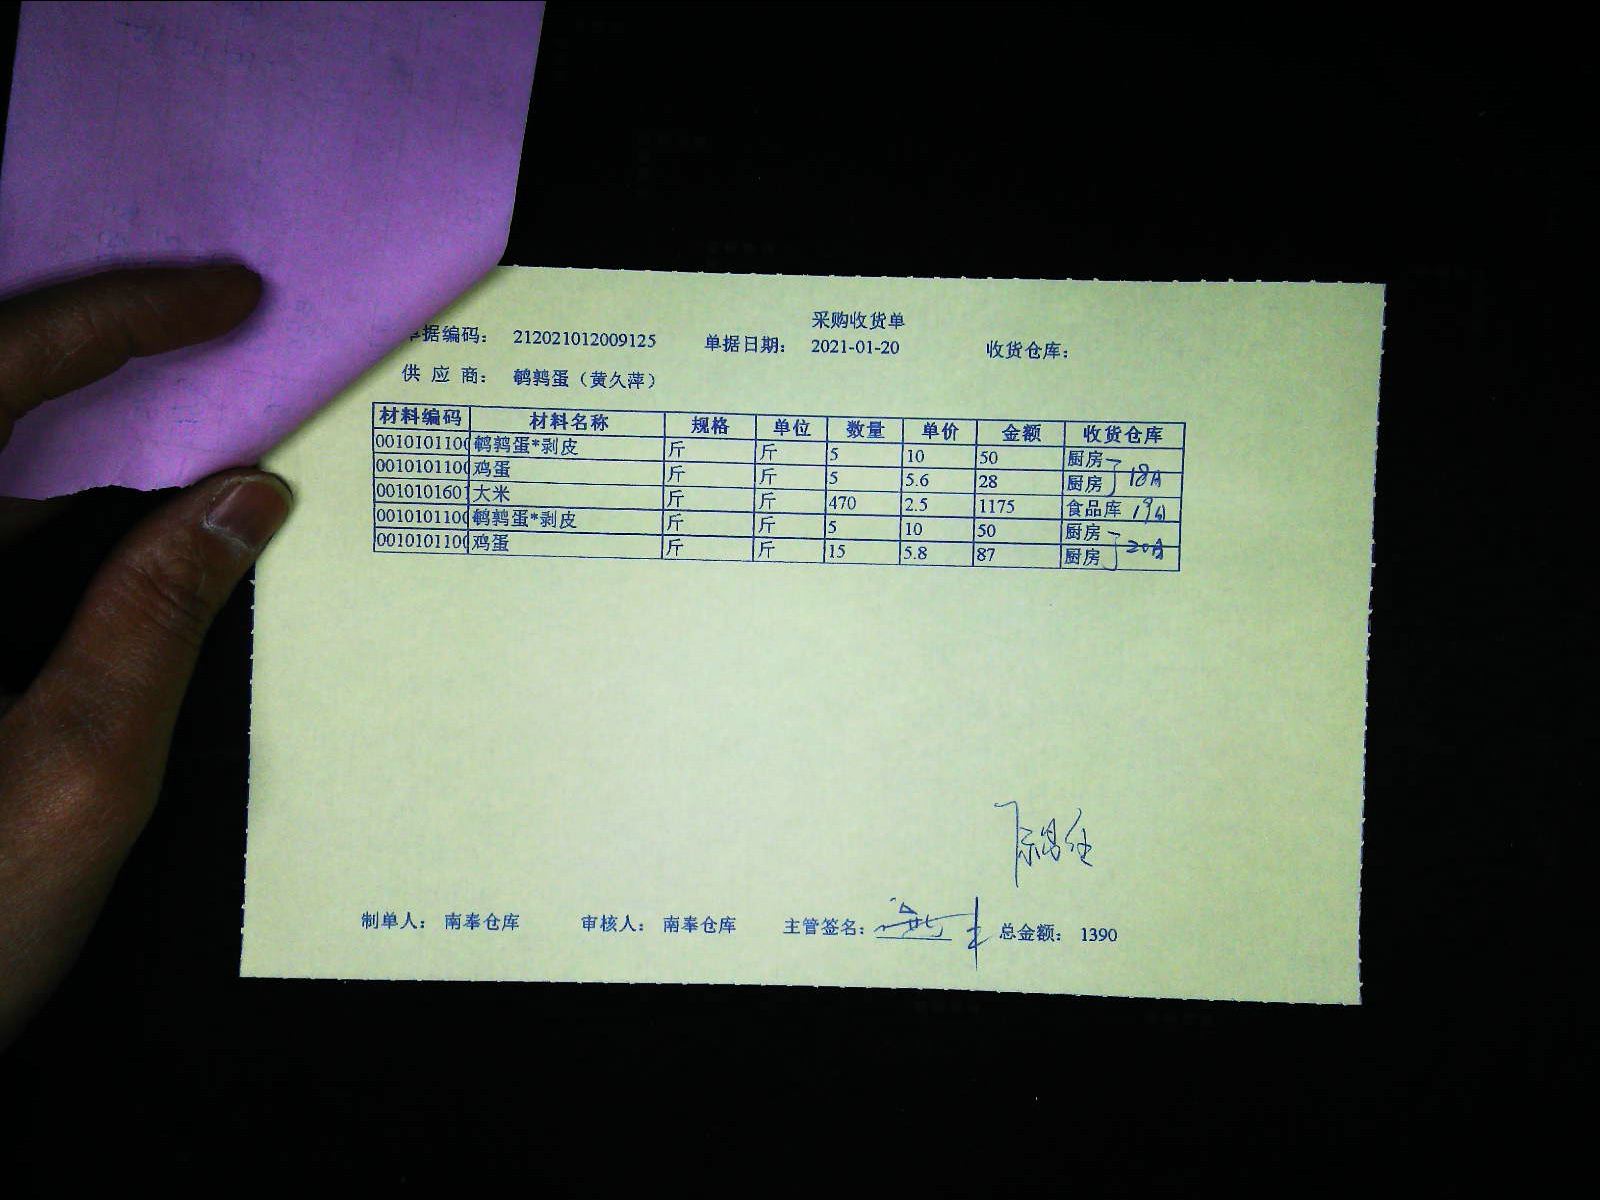 采购收货单
单据编码： 212021012009125 单据日期： 2021-01-20 收货仓库：
供 应 商： 鹌鹑蛋（黄久萍）
材料编码 材料名称 规格 单位 数量 单价 金额 收货仓库
0010101100 鹌鹑蛋*剥皮 斤 斤 5 10 50 厨房
0010101100 鸡蛋 斤 斤 5 5.6 28 厨房 18日
0010101601 大米 斤 斤 470 2.5 1175 食品库 19日
0010101100 鹌鹑蛋*剥皮 斤 斤 5 10 50 厨房
0010101100 鸡蛋 斤 斤 15 5.8 87 厨房 20日
制单人： 南奉仓库 审核人： 南奉仓库 主管签名： 总金额： 1390